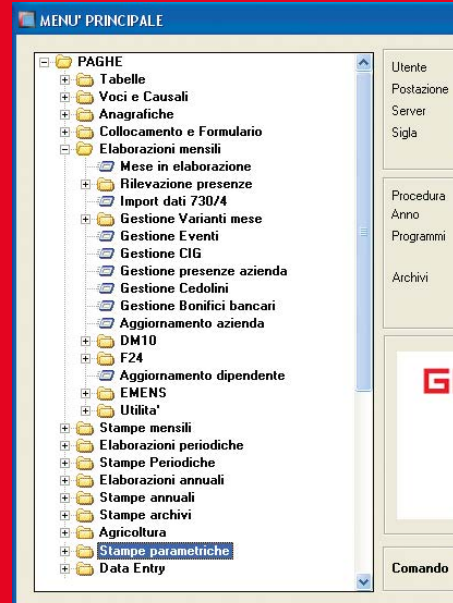 MENU' PRINCIPALE
PAGHE
Tabelle
Voci e Causali
Anagrafiche
Collocamento e Formulario
Elaborazioni mensili
Mese in elaborazione
Rilevazione presenze
Import dati 730/4
Gestione Varianti mese
Gestione Eventi
Gestione CIG
Gestione presenze azienda
Gestione Cedolini
Gestione Bonifici bancari
Aggiornamento azienda
DM10
F24
Aggiornamento dipendente
EMENS
Utilita'
Stampe mensili
Elaborazioni periodiche
Stampe Periodiche
Elaborazioni annuali
Stampe annuali
Stampe archivi
Agricoltura
Stampe parametriche
Data Entry
Utente
Postazione
Server
Sigla
Procedura
Anno
Programmi
Archivi
G
Comando